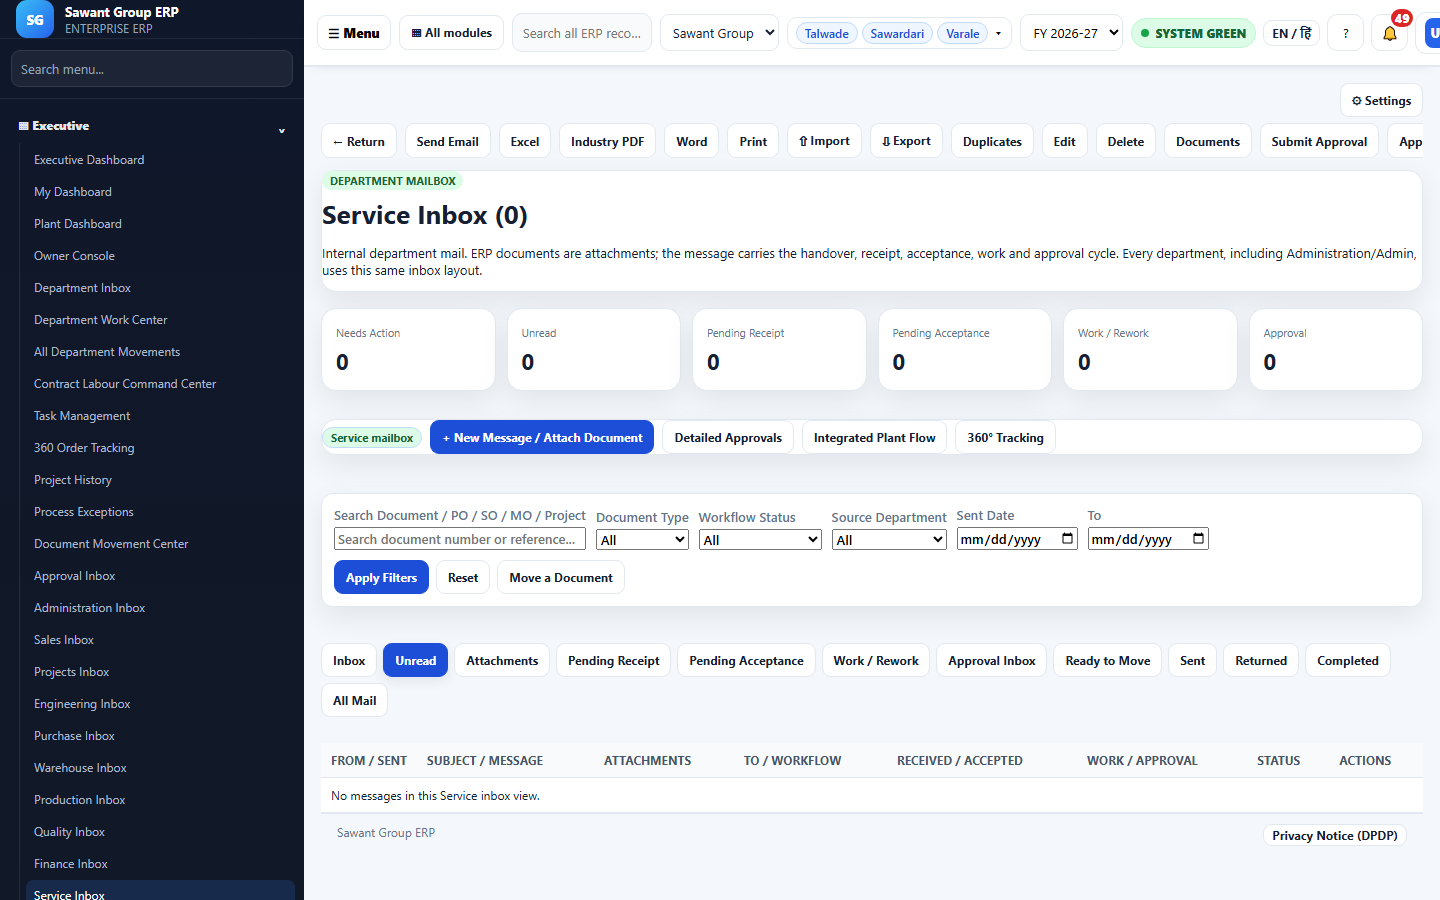 SG
Sawant Group ERP
ENTERPRISE ERP
Search menu...
Executive
Executive Dashboard
My Dashboard
Plant Dashboard
Owner Console
Department Inbox
Department Work Center
All Department Movements
Contract Labour Command Center
Task Management
360 Order Tracking
Project History
Process Exceptions
Document Movement Center
Approval Inbox
Administration Inbox
Sales Inbox
Projects Inbox
Engineering Inbox
Purchase Inbox
Warehouse Inbox
Production Inbox
Quality Inbox
Finance Inbox
Service Inbox
☰ Menu
All modules
Search all ERP reco...
Sawant Group
Talwade Sawardari Varale
FY 2026-27
SYSTEM GREEN
EN / हिं
?
49
U
⚙ Settings
← Return
Send Email
Excel
Industry PDF
Word
Print
⇧ Import
⇩ Export
Duplicates
Edit
Delete
Documents
Submit Approval
App
DEPARTMENT MAILBOX
Service Inbox (0)
Internal department mail. ERP documents are attachments; the message carries the handover, receipt, acceptance, work and approval cycle. Every department, including Administration/Admin,
uses this same inbox layout.
Needs Action
0
Unread
0
Pending Receipt
0
Pending Acceptance
0
Work / Rework
0
Approval
0
Service mailbox
+ New Message / Attach Document
Detailed Approvals
Integrated Plant Flow
360° Tracking
Search Document / PO / SO / MO / Project
Search document number or reference...
Document Type
All
Workflow Status
All
Source Department
All
Sent Date
mm/dd/yyyy
To
mm/dd/yyyy
Apply Filters
Reset
Move a Document
Inbox
Unread
Attachments
Pending Receipt
Pending Acceptance
Work / Rework
Approval Inbox
Ready to Move
Sent
Returned
Completed
All Mail
FROM / SENT SUBJECT / MESSAGE ATTACHMENTS TO / WORKFLOW RECEIVED / ACCEPTED WORK / APPROVAL STATUS ACTIONS
No messages in this Service inbox view.
Sawant Group ERP
Privacy Notice (DPDP)